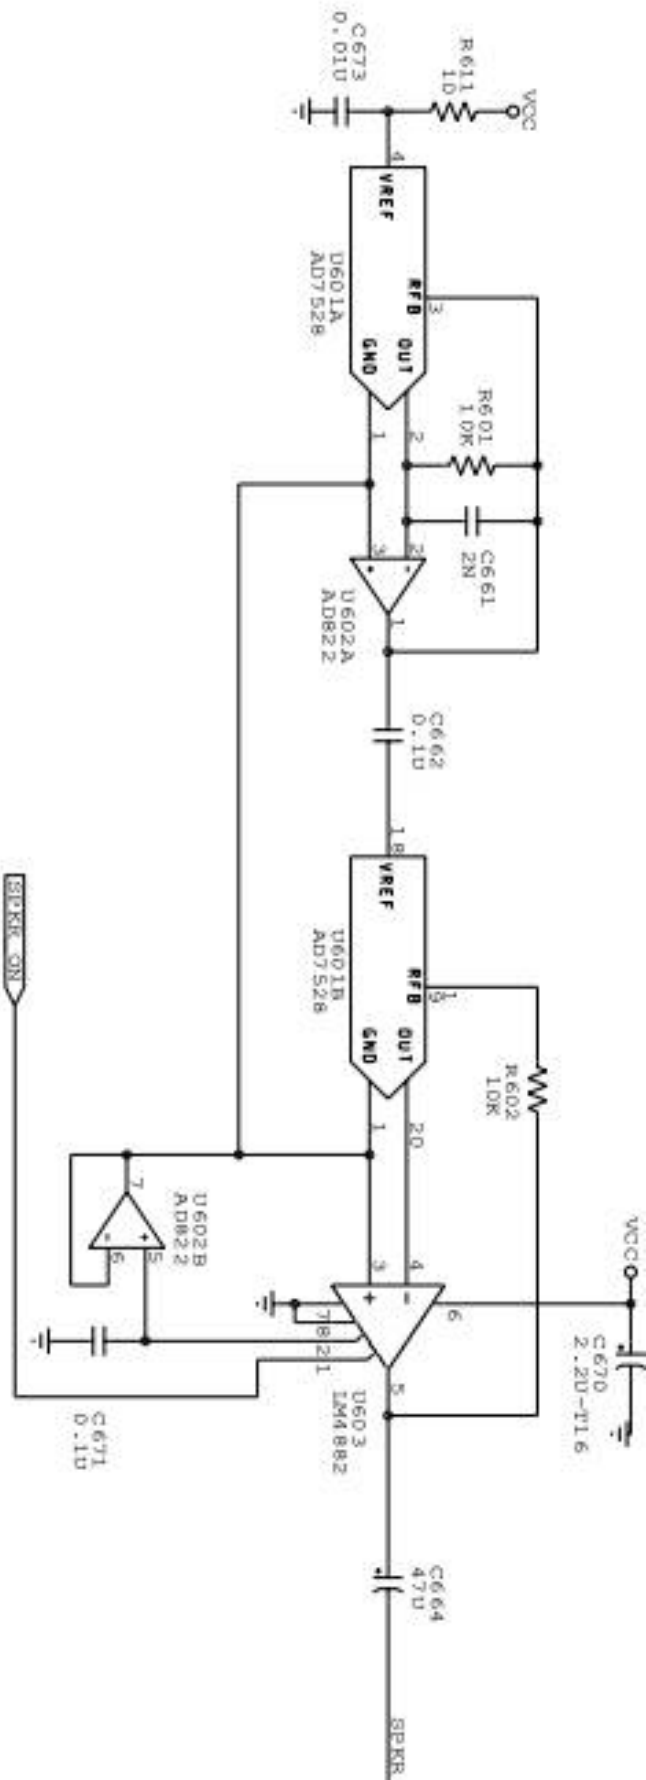 VCC
R611
10
C673
0.01U
4
VREF
RFB
3
OUT
GND
U601A
AD7528
2
1
R601
10K
C661
2N
2
3
-
+
1
U602A
AD822
C662
0.1U
18
VREF
RFB
19
OUT
GND
U601B
AD7528
20
1
R602
10K
SPKR_ON
7
U602B
AD822
+
-
5
6
4
3
-
+
6
7
8
2
1
5
U603
LM4882
VCC
C670
2.2U-T16
C671
0.1U
C664
47U
SPKR